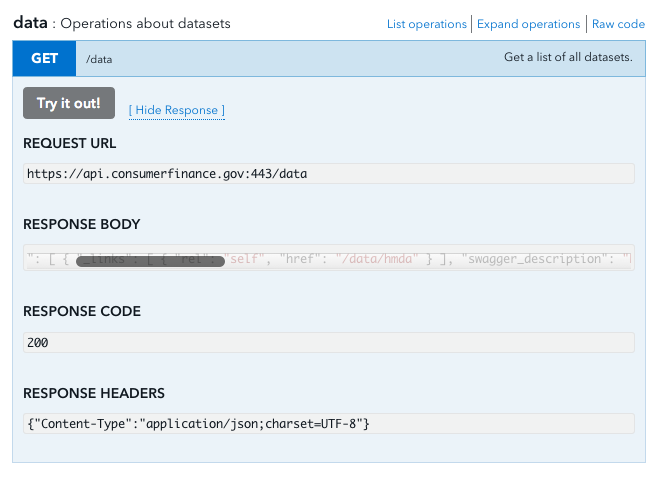 data : Operations about datasets
List operations | Expand operations | Raw code
GET /data Get a list of all datasets.
Try it out! [ Hide Response ]
REQUEST URL
https://api.consumerfinance.gov:443/data
RESPONSE BODY
": [ { "_links": [ { "rel": "self", "href": "/data/hmda" } ], "swagger_description": "
RESPONSE CODE
200
RESPONSE HEADERS
{"Content-Type":"application/json;charset=UTF-8"}